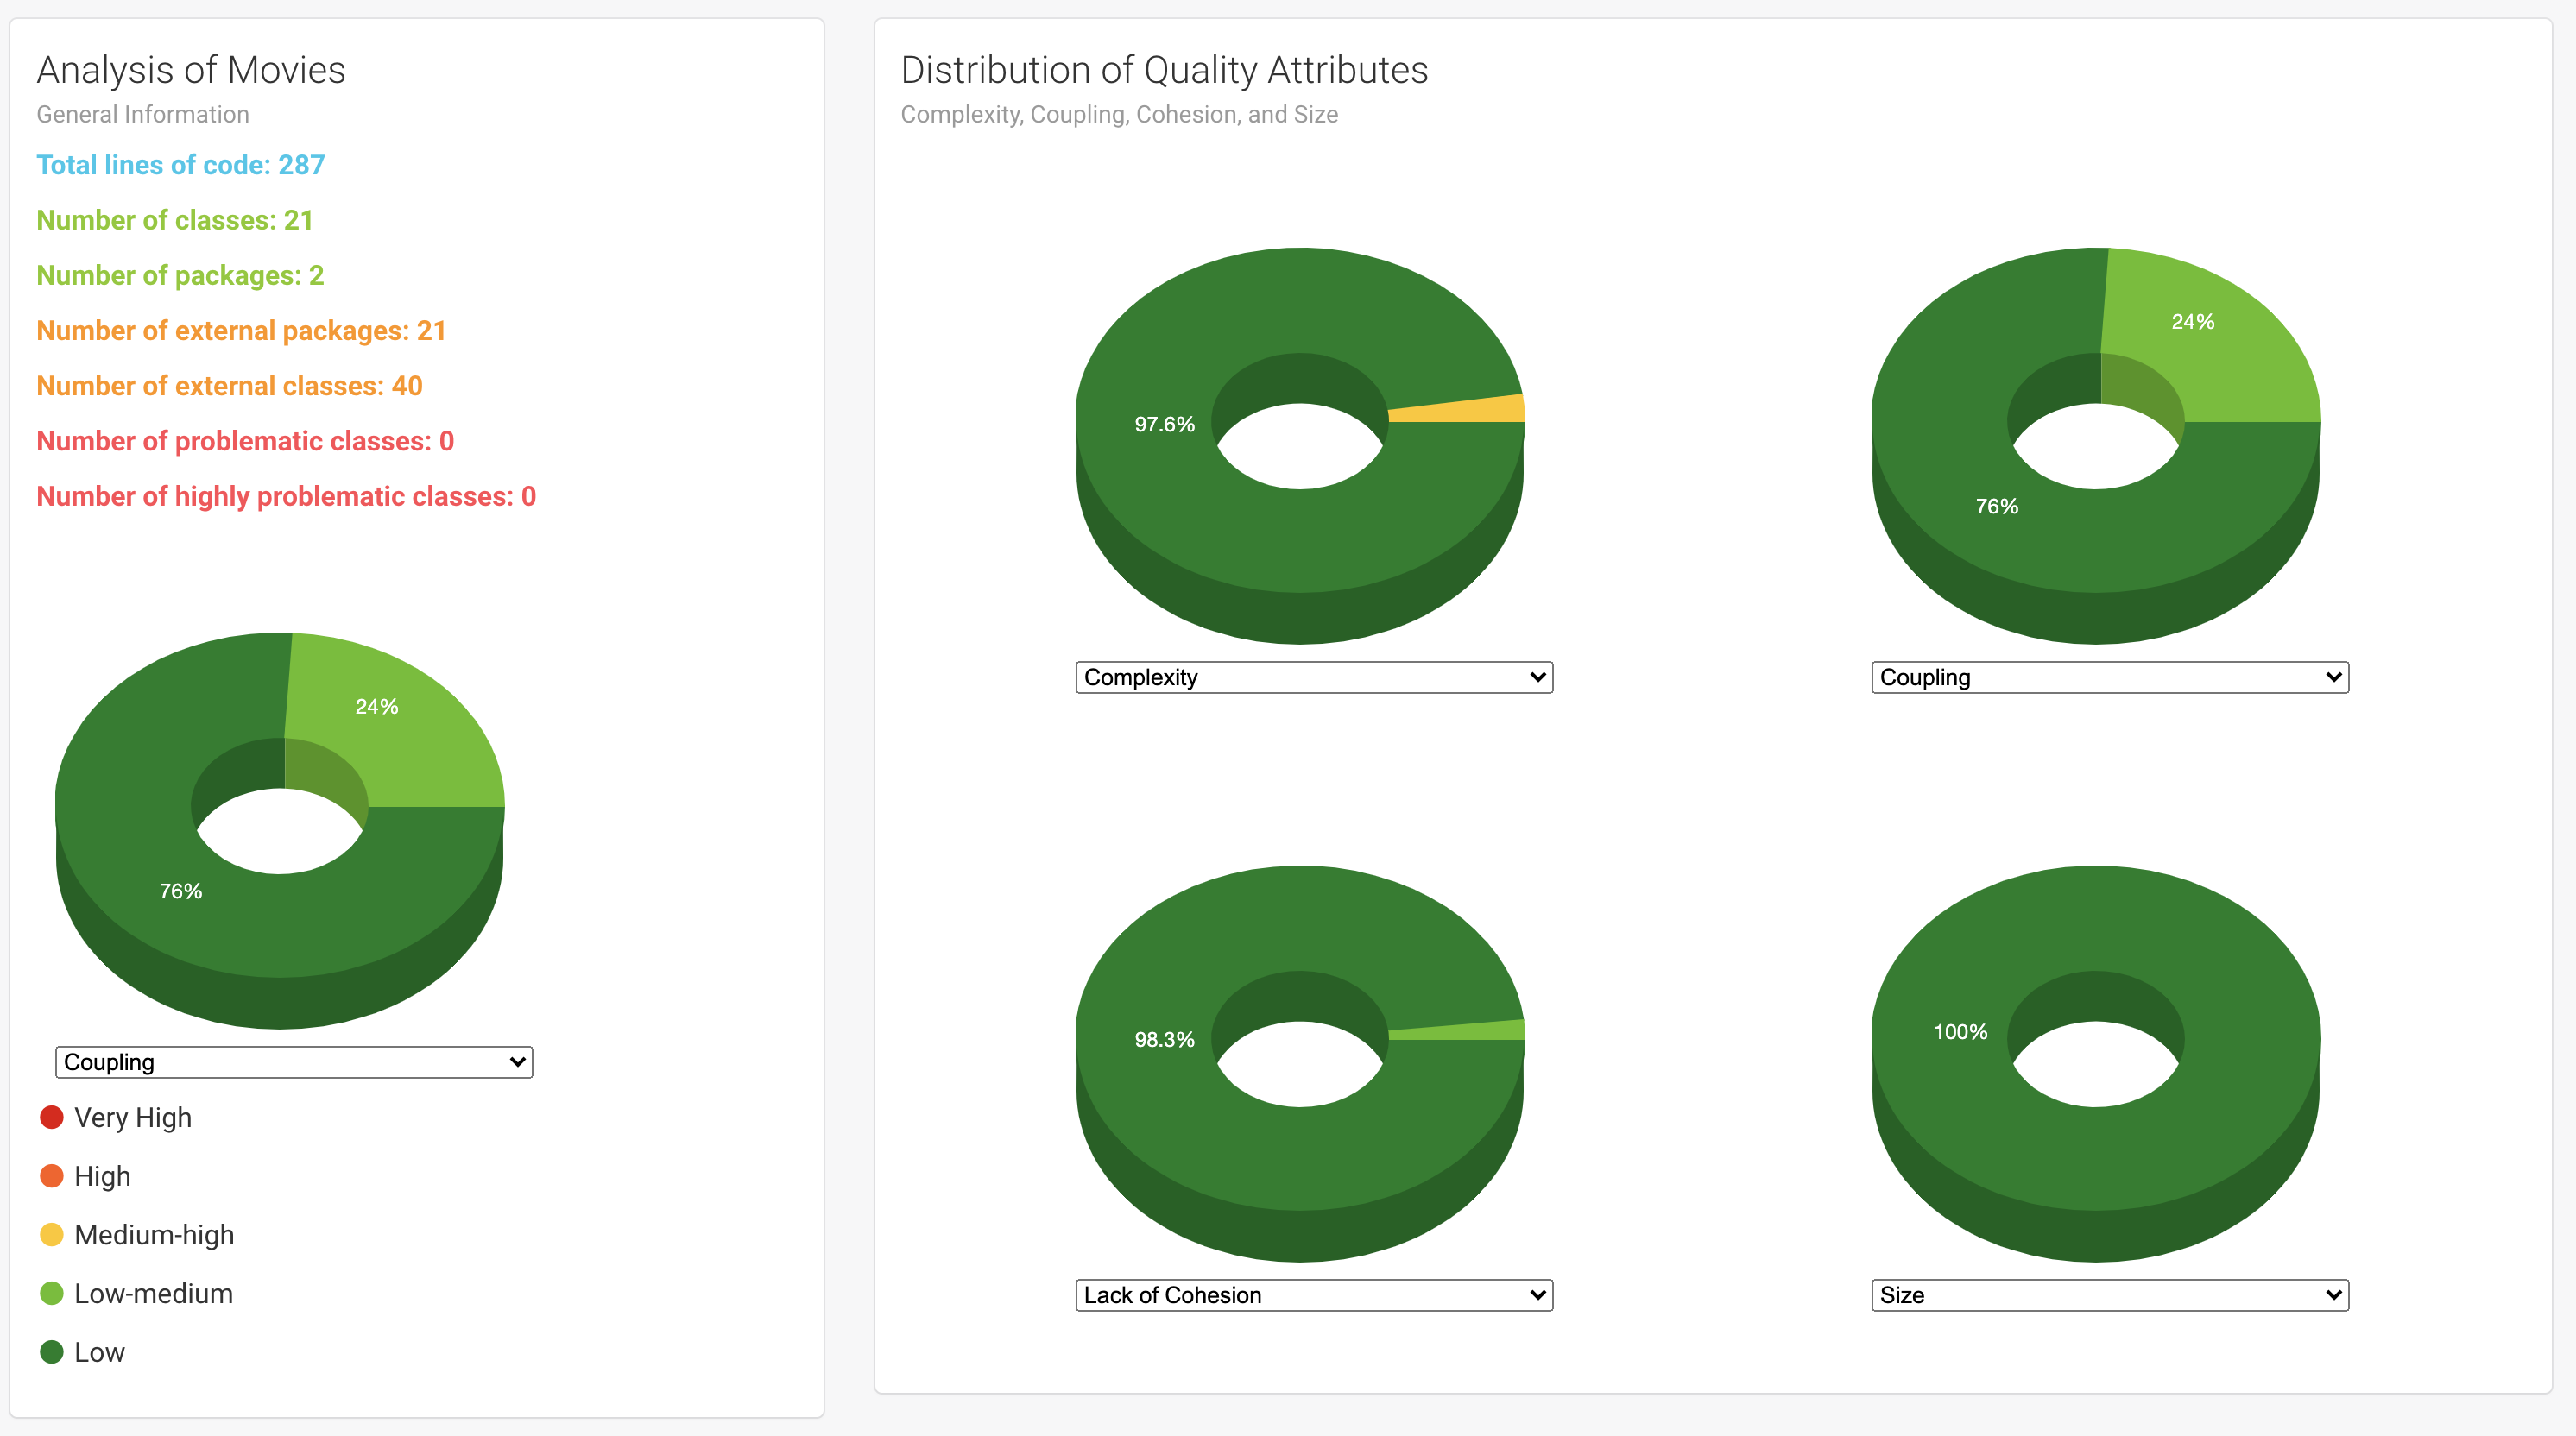 Analysis of Movies
General Information
Total lines of code: 287
Number of classes: 21
Number of packages: 2
Number of external packages: 21
Number of external classes: 40
Number of problematic classes: 0
Number of highly problematic classes: 0
24%
76%
Coupling
Very High
High
Medium-high
Low-medium
Low
Distribution of Quality Attributes
Complexity, Coupling, Cohesion, and Size
97.6%
Complexity
24%
76%
Coupling
98.3%
Lack of Cohesion
100%
Size